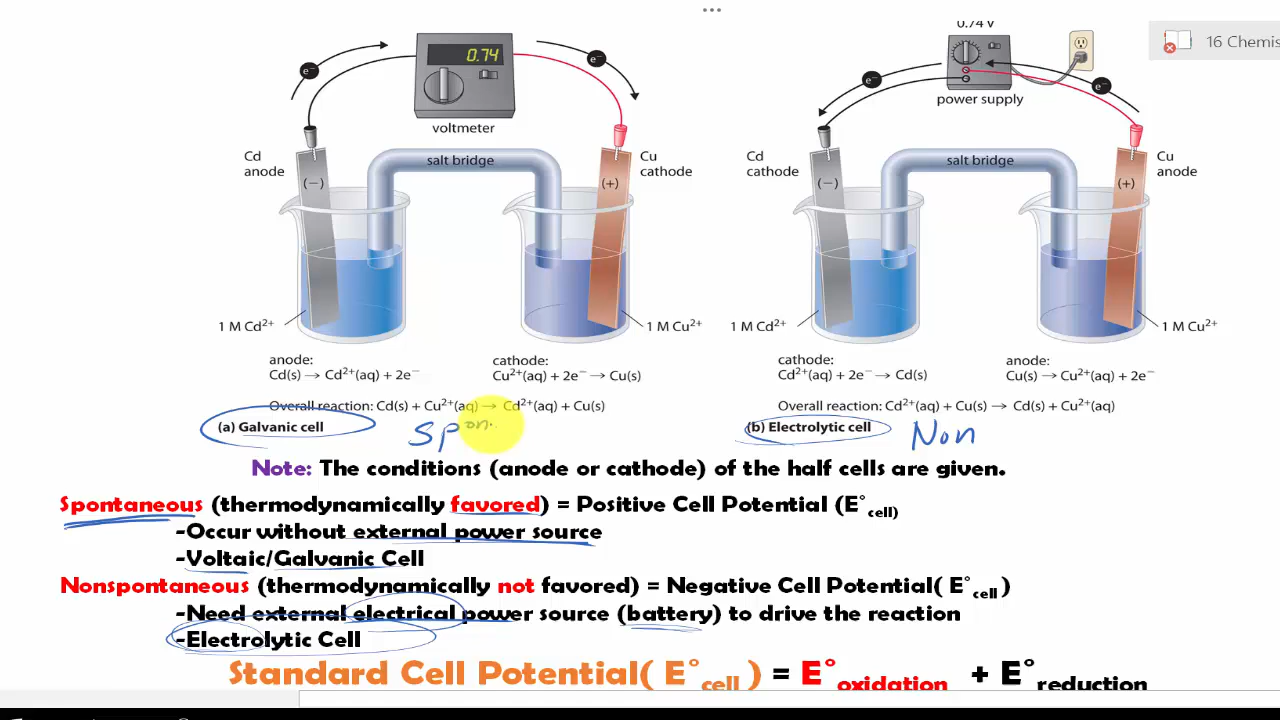 0.74 V
16 Chemis
0.74
e⁻
e⁻
e⁻
e⁻
voltmeter
power supply
Cd
anode
salt bridge
Cu
cathode
Cd
cathode
salt bridge
Cu
anode
(−)
(+)
(−)
(+)
1 M Cd²⁺
1 M Cu²⁺
1 M Cd²⁺
1 M Cu²⁺
anode:
Cd(s) → Cd²⁺(aq) + 2e⁻
cathode:
Cu²⁺(aq) + 2e⁻ → Cu(s)
cathode:
Cd²⁺(aq) + 2e⁻ → Cd(s)
anode:
Cu(s) → Cu²⁺(aq) + 2e⁻
Overall reaction: Cd(s) + Cu²⁺(aq) → Cd²⁺(aq) + Cu(s)
Overall reaction: Cd²⁺(aq) + Cu(s) → Cd(s) + Cu²⁺(aq)
(a) Galvanic cell
Spon.
(b) Electrolytic cell
Non
Note: The conditions (anode or cathode) of the half cells are given.
Spontaneous (thermodynamically favored) = Positive Cell Potential (E°cell)
-Occur without external power source
-Voltaic/Galvanic Cell
Nonspontaneous (thermodynamically not favored) = Negative Cell Potential( E°cell )
-Need external electrical power source (battery) to drive the reaction
-Electrolytic Cell
Standard Cell Potential( E°cell ) = E°oxidation + E°reduction